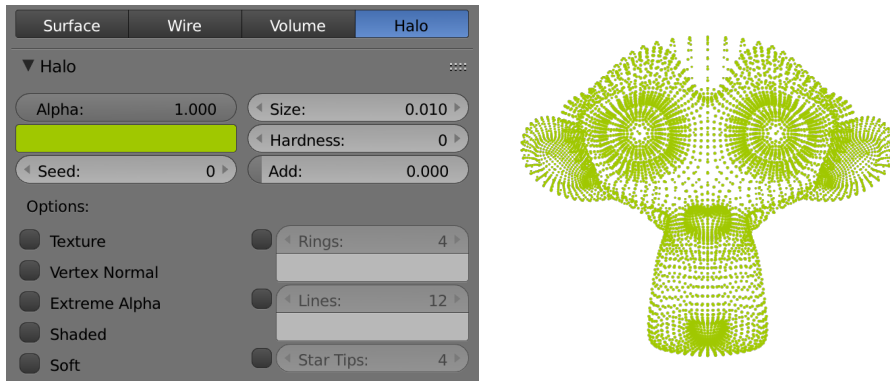 Surface Wire Volume Halo
Halo
Alpha: 1.000 Size: 0.010
Hardness: 0
Seed: 0 Add: 0.000
Options:
Texture Rings: 4
Vertex Normal
Extreme Alpha Lines: 12
Shaded
Soft Star Tips: 4